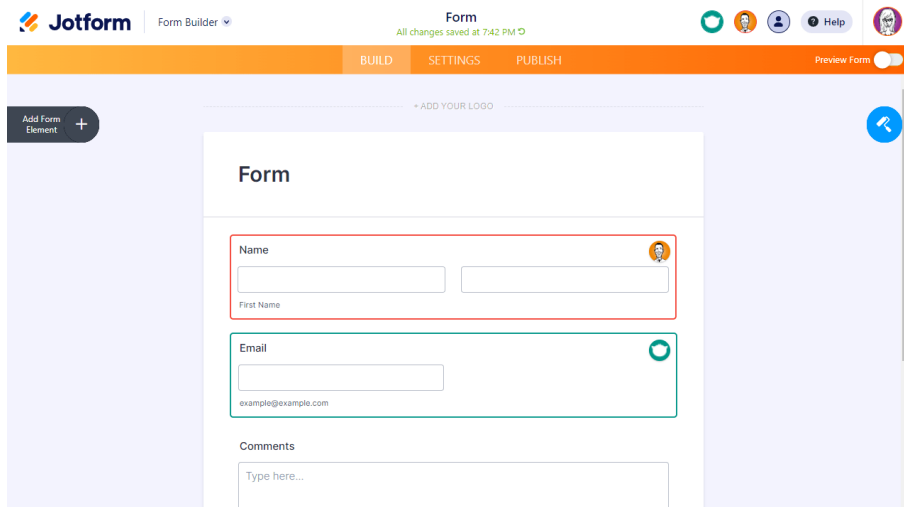 Jotform
Form Builder
Form
All changes saved at 7:42 PM
Help
BUILD
SETTINGS
PUBLISH
Preview Form
Add Form
Element
+ ADD YOUR LOGO
Form
Name
First Name
Email
example@example.com
Comments
Type here...